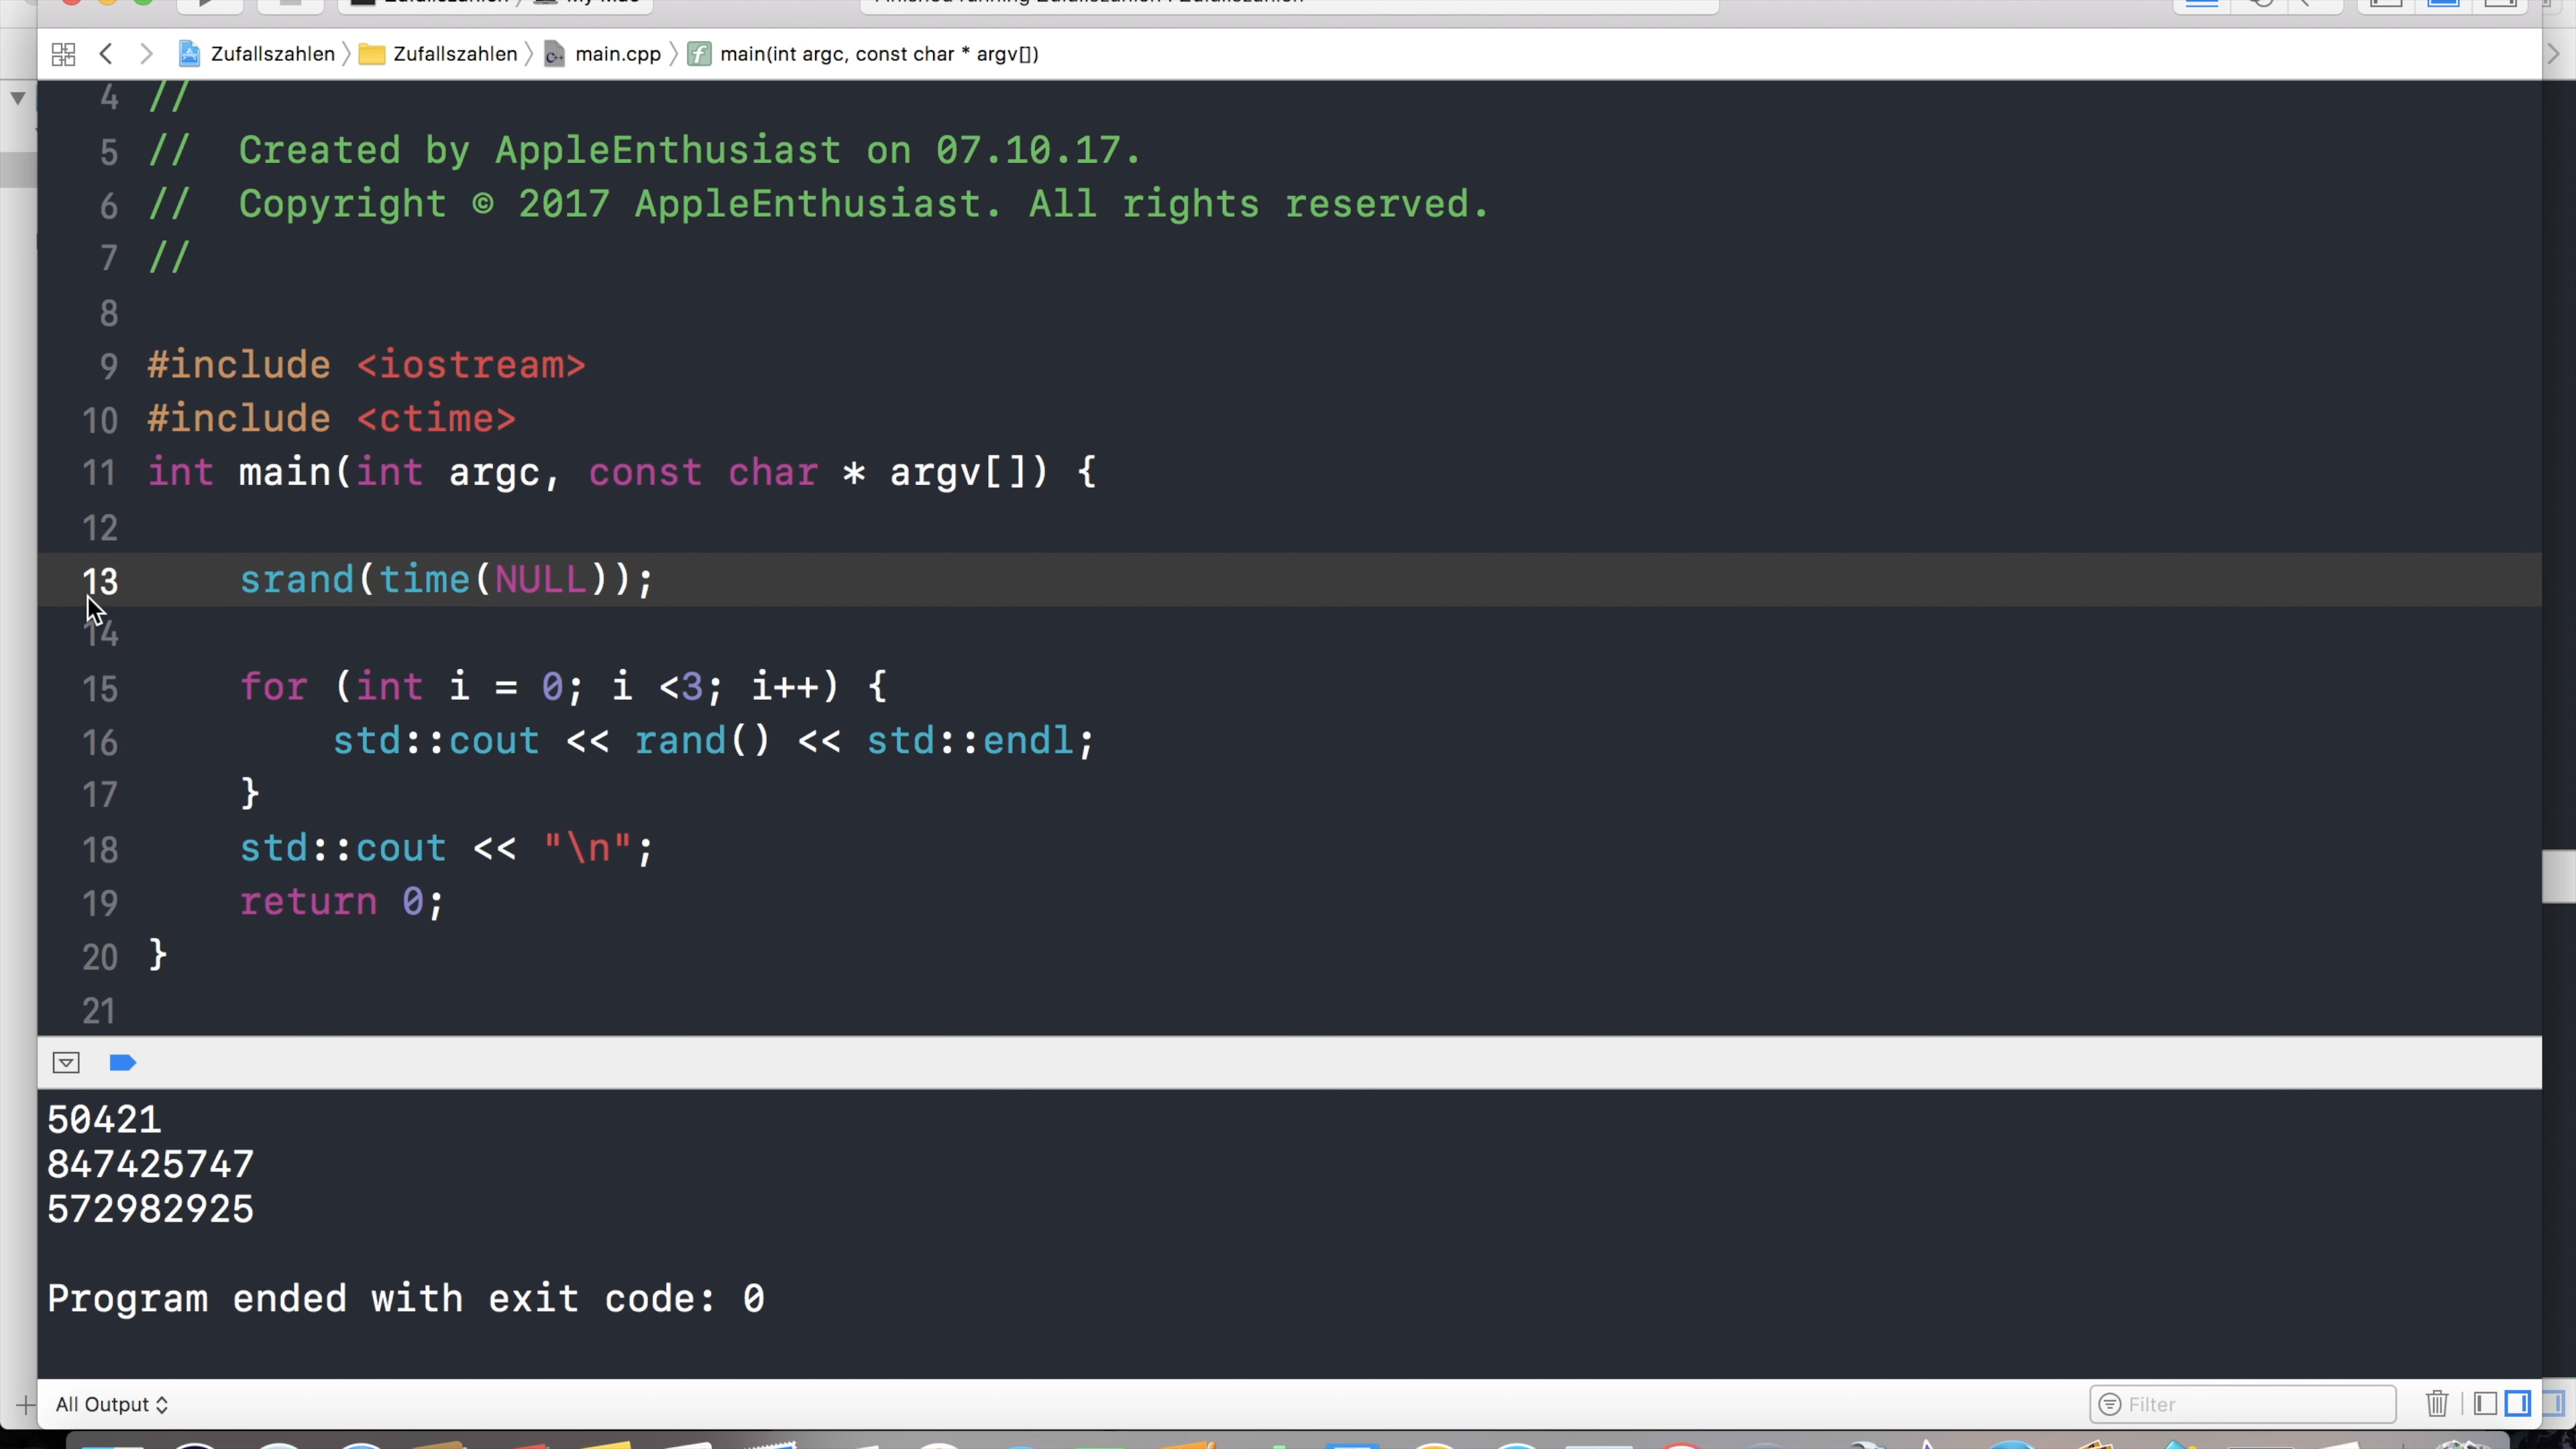 Zufallszahlen Zufallszahlen main.cpp main(int argc, const char * argv[])
4 //
5 // Created by AppleEnthusiast on 07.10.17.
6 // Copyright © 2017 AppleEnthusiast. All rights reserved.
7 //
8
9 #include <iostream>
10 #include <ctime>
11 int main(int argc, const char * argv[]) {
12
13 srand(time(NULL));
14
15 for (int i = 0; i <3; i++) {
16 std::cout << rand() << std::endl;
17 }
18 std::cout << "\n";
19 return 0;
20 }
21
50421
847425747
572982925
Program ended with exit code: 0
All Output
Filter